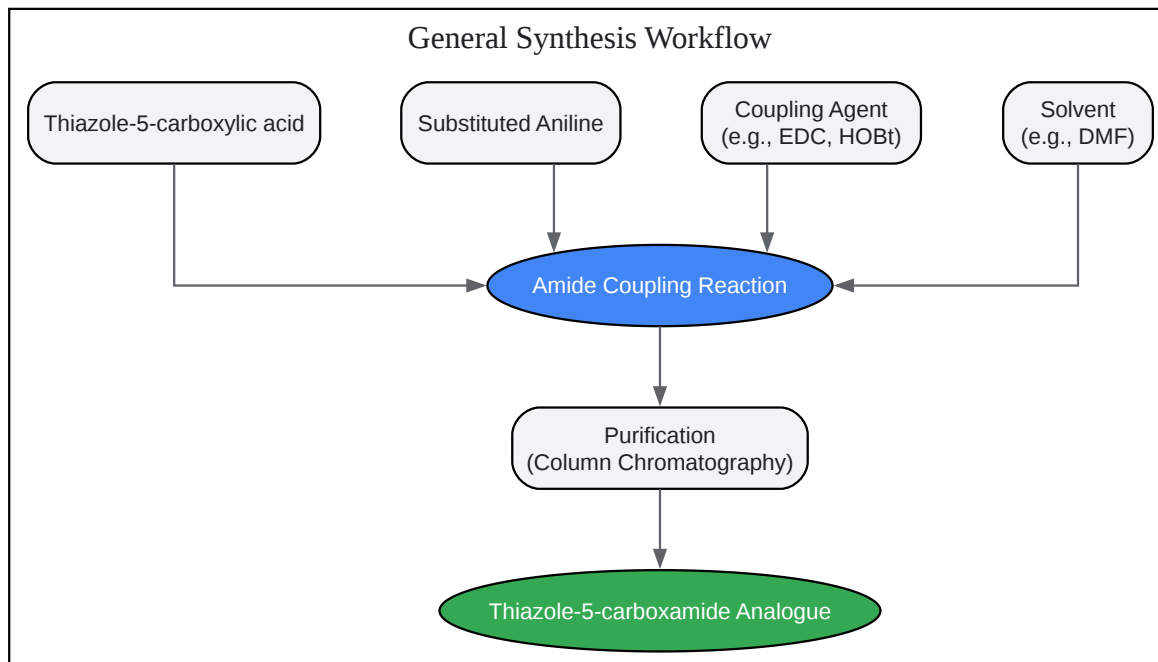 General Synthesis Workflow
Thiazole-5-carboxylic acid
Substituted Aniline
Coupling Agent
(e.g., EDC, HOBt)
Solvent
(e.g., DMF)
Amide Coupling Reaction
Purification
(Column Chromatography)
Thiazole-5-carboxamide Analogue